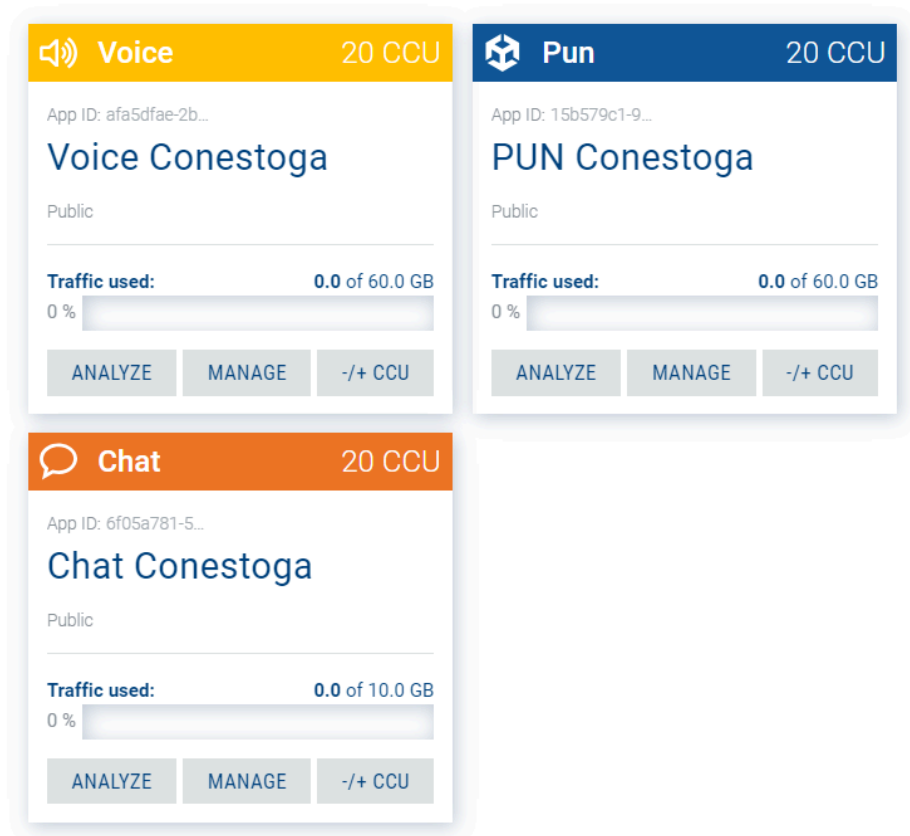 Voice 20 CCU
App ID: afa5dfae-2b...
Voice Conestoga
Public
Traffic used: 0.0 of 60.0 GB
0 %
ANALYZE MANAGE -/+ CCU
Pun 20 CCU
App ID: 15b579c1-9...
PUN Conestoga
Public
Traffic used: 0.0 of 60.0 GB
0 %
ANALYZE MANAGE -/+ CCU
Chat 20 CCU
App ID: 6f05a781-5...
Chat Conestoga
Public
Traffic used: 0.0 of 10.0 GB
0 %
ANALYZE MANAGE -/+ CCU